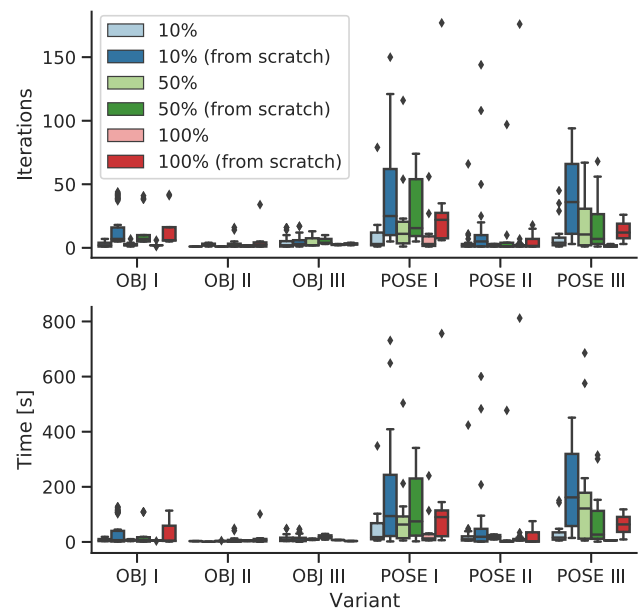 150
100
50
0
Iterations
10%
10% (from scratch)
50%
50% (from scratch)
100%
100% (from scratch)
OBJ I OBJ II OBJ III POSE I POSE II POSE III
800
600
400
200
0
Time [s]
OBJ I OBJ II OBJ III POSE I POSE II POSE III
Variant